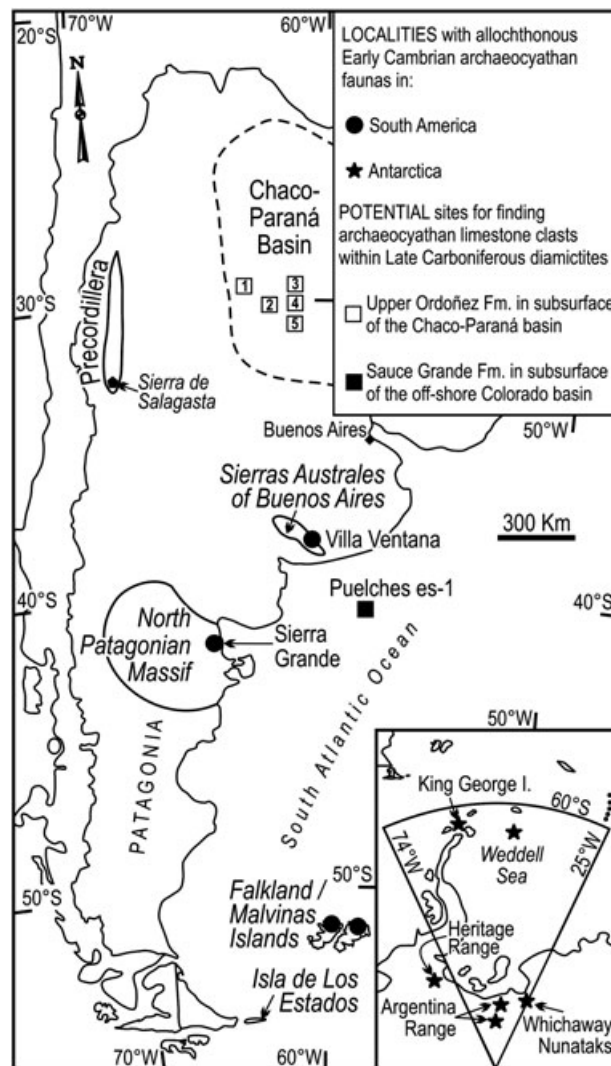 20°S
70°W
60°W
N
LOCALITIES with allochthonous
Early Cambrian archaeocyathan
faunas in:
South America
Antarctica
POTENTIAL sites for finding
archaeocyathan limestone clasts
within Late Carboniferous diamictites
Upper Ordoñez Fm. in subsurface
of the Chaco-Paraná basin
Sauce Grande Fm. in subsurface
of the off-shore Colorado basin
Chaco-
Paraná
Basin
1
2
3
4
5
30°S
Precordillera
Sierra de
Salagasta
Buenos Aires
50°W
Sierras Australes
of Buenos Aires
Villa Ventana
300 Km
Puelches es-1
40°S
40°S
North
Patagonian
Massif
Sierra
Grande
South Atlantic Ocean
PATAGONIA
50°S
50°S
Falkland /
Malvinas
Islands
Isla de Los
Estados
70°W
60°W
50°W
King George I.
60°S
74°W
25°W
Weddell
Sea
Heritage
Range
Argentina
Range
Whichaway
Nunataks